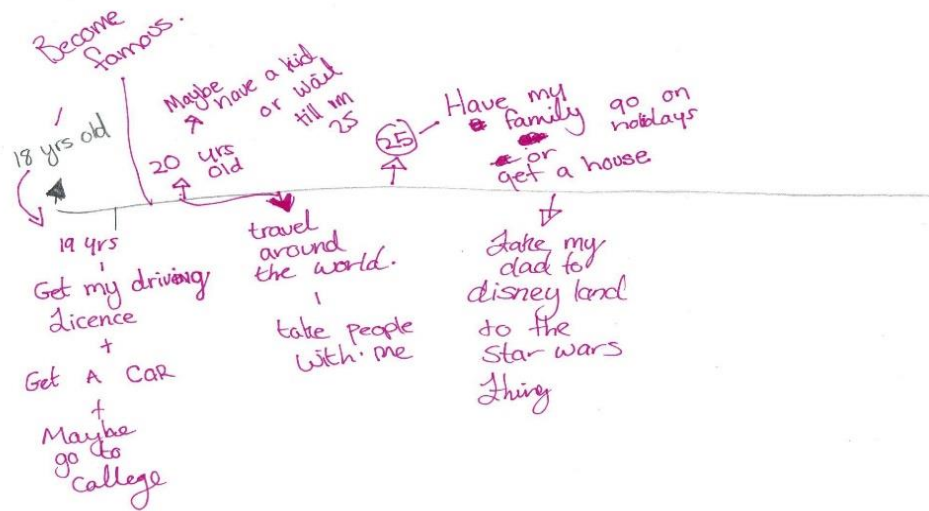 Become
famous.
18 yrs old
Maybe
have a kid
or wait
till im
25
20 yrs
old
25
Have my
family
go on
holidays
or
get a house
19 yrs
Get my driving
Licence
+
Get A CaR
+
Maybe
go to
callege
travel
around
the world.
take people
with me
Take my
dad to
disney land
to the
Star wars
Thing